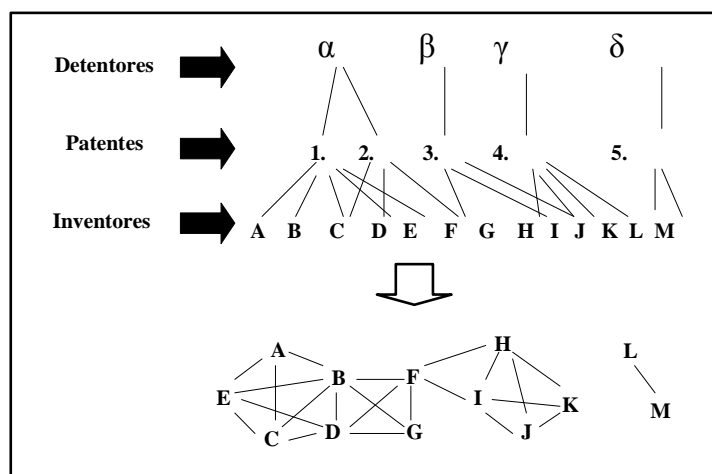 Detentores α β γ δ
Patentes 1. 2. 3. 4. 5.
Inventores A B C D E F G H I J K L M
A H L
B F
E I K M
C D G J